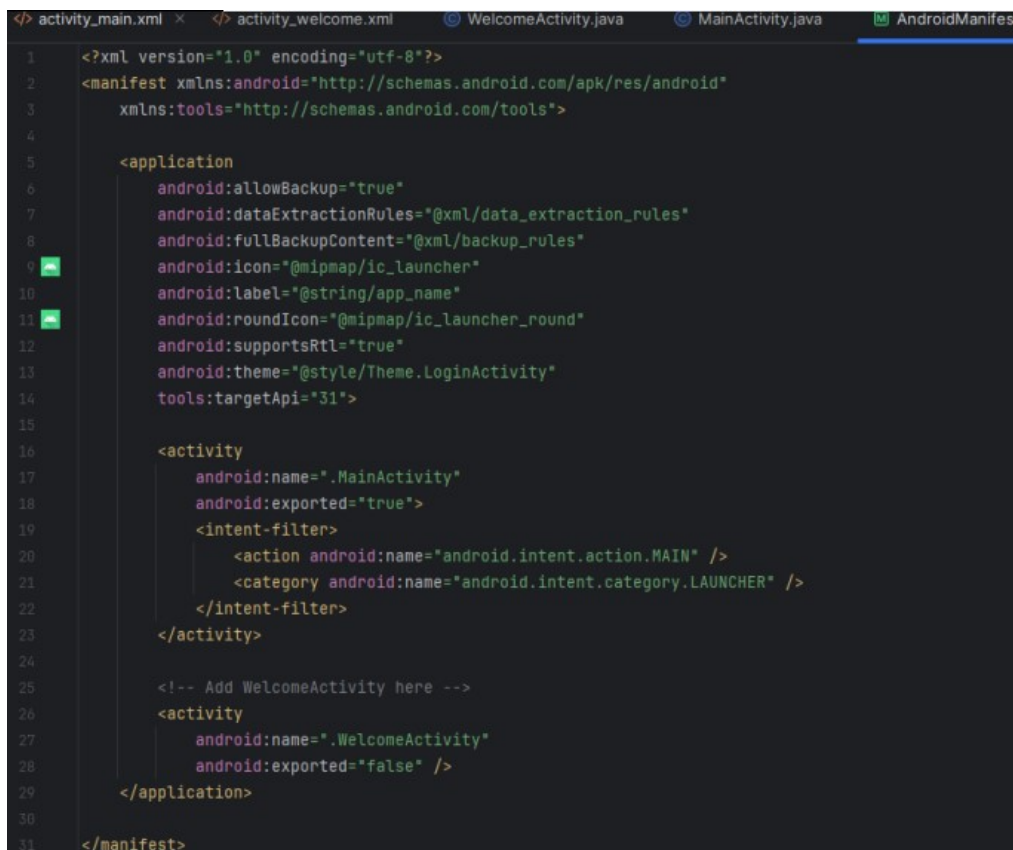 activity_main.xml × activity_welcome.xml WelcomeActivity.java MainActivity.java AndroidManifes
1 <?xml version="1.0" encoding="utf-8"?>
2 <manifest xmlns:android="http://schemas.android.com/apk/res/android"
3 xmlns:tools="http://schemas.android.com/tools">
4
5 <application
6 android:allowBackup="true"
7 android:dataExtractionRules="@xml/data_extraction_rules"
8 android:fullBackupContent="@xml/backup_rules"
9 android:icon="@mipmap/ic_launcher"
10 android:label="@string/app_name"
11 android:roundIcon="@mipmap/ic_launcher_round"
12 android:supportsRtl="true"
13 android:theme="@style/Theme.LoginActivity"
14 tools:targetApi="31">
15
16 <activity
17 android:name=".MainActivity"
18 android:exported="true">
19 <intent-filter>
20 <action android:name="android.intent.action.MAIN" />
21 <category android:name="android.intent.category.LAUNCHER" />
22 </intent-filter>
23 </activity>
24
25 <!-- Add WelcomeActivity here -->
26 <activity
27 android:name=".WelcomeActivity"
28 android:exported="false" />
29 </application>
30
31 </manifest>